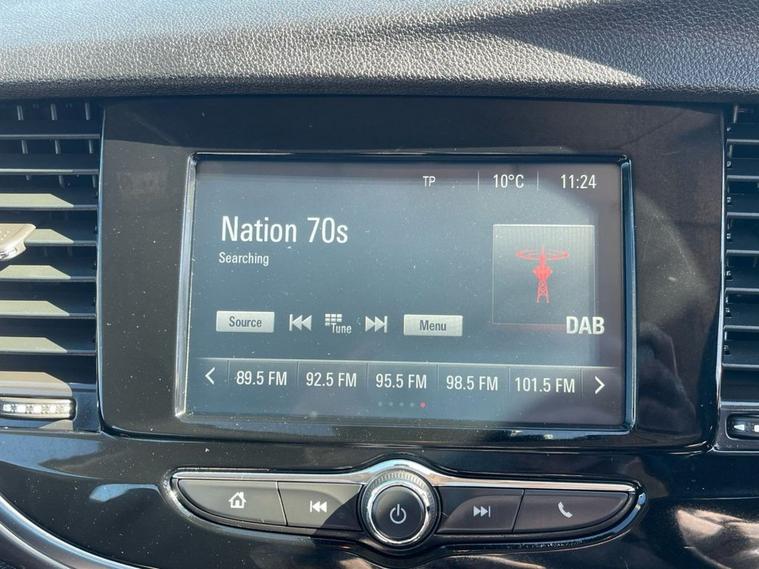 TP 10°C 11:24
Nation 70s
Searching
Source Tune Menu
DAB
89.5 FM 92.5 FM 95.5 FM 98.5 FM 101.5 FM